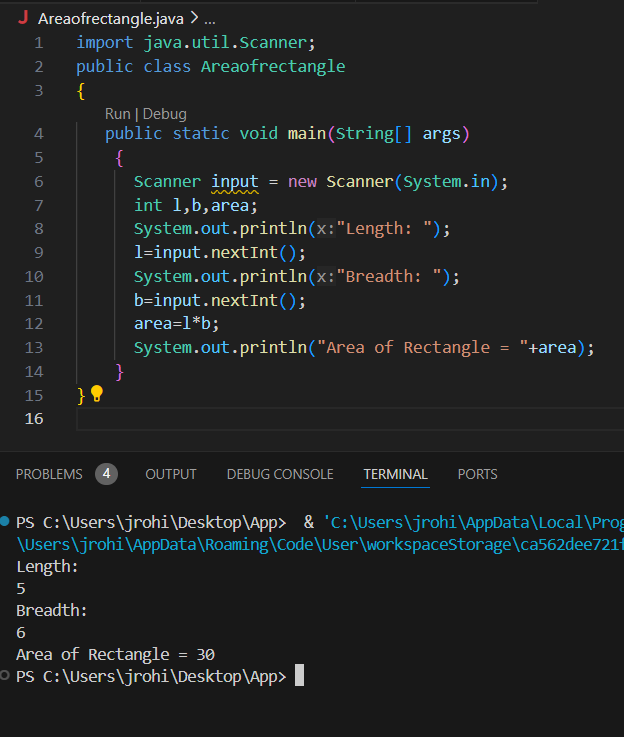 J Areaofrectangle.java > ...
1 import java.util.Scanner;
2 public class Areaofrectangle
3 {
Run | Debug
4 public static void main(String[] args)
5 {
6 Scanner input = new Scanner(System.in);
7 int l,b,area;
8 System.out.println(x:"Length: ");
9 l=input.nextInt();
10 System.out.println(x:"Breadth: ");
11 b=input.nextInt();
12 area=l*b;
13 System.out.println("Area of Rectangle = "+area);
14 }
15 }
16
PROBLEMS 4 OUTPUT DEBUG CONSOLE TERMINAL PORTS
PS C:\Users\jrohi\Desktop\App>  & 'C:\Users\jrohi\AppData\Local\Prog
\Users\jrohi\AppData\Roaming\Code\User\workspaceStorage\ca562dee721f
Length:
5
Breadth:
6
Area of Rectangle = 30
PS C:\Users\jrohi\Desktop\App>